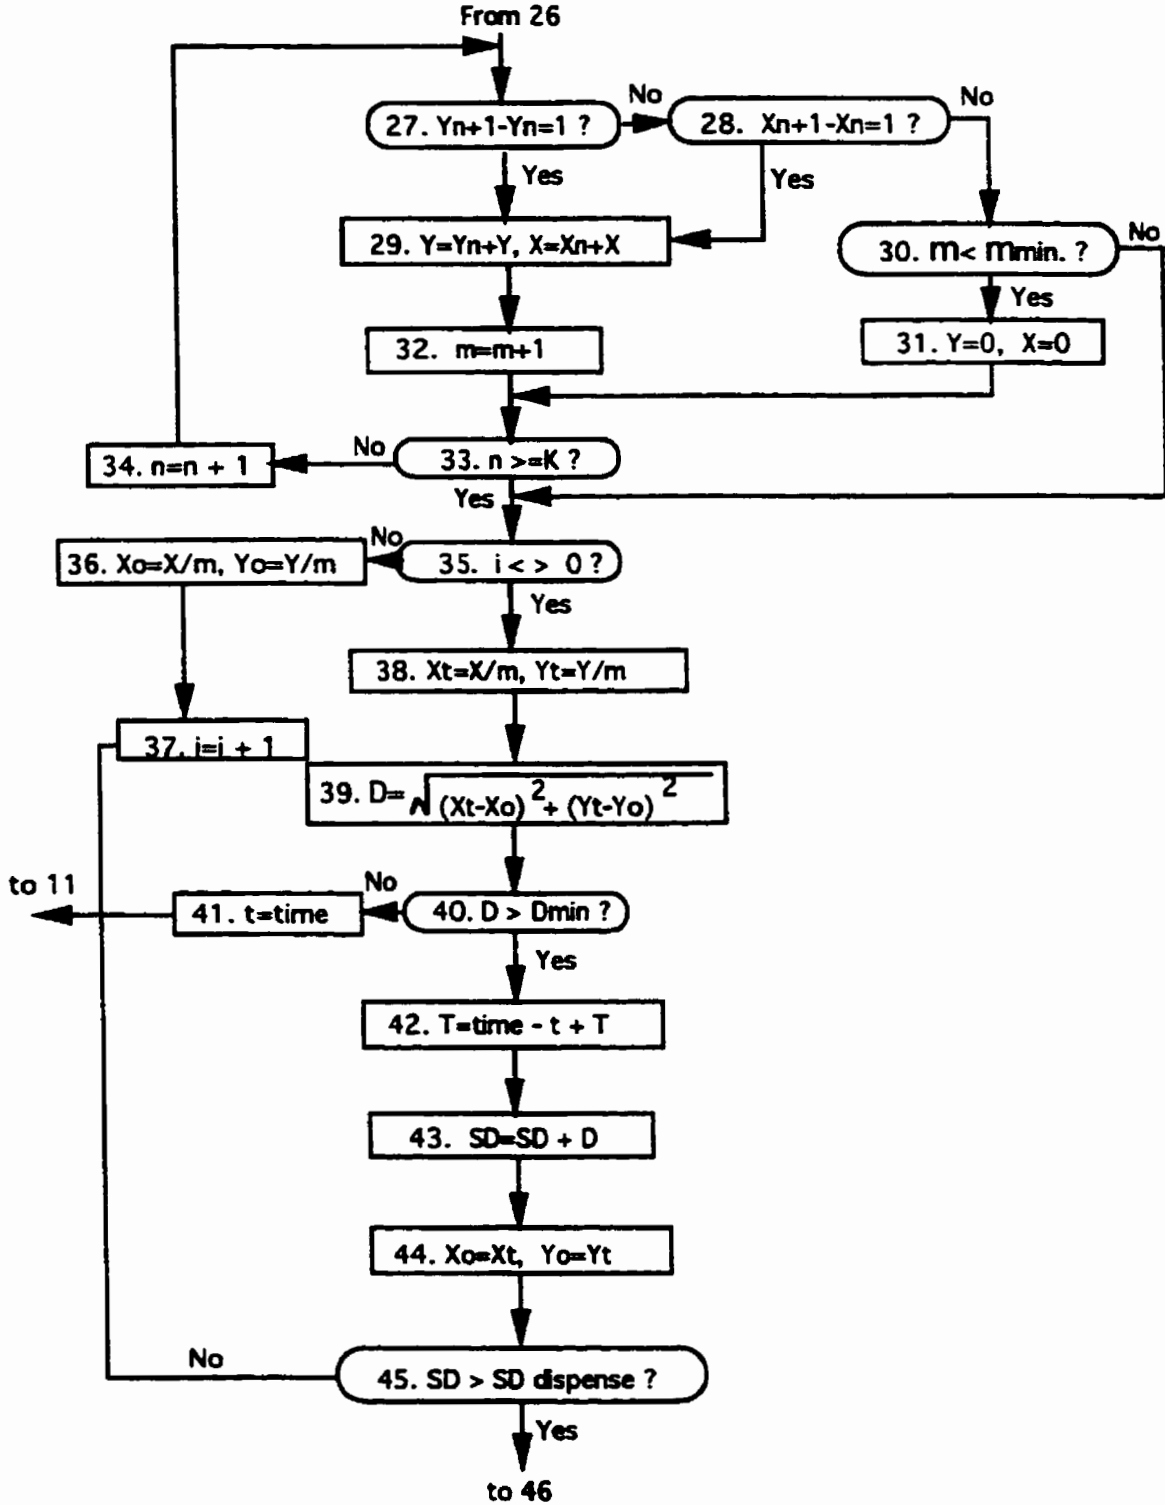 From 26
27. Yn+1-Yn=1 ?
No
28. Xn+1-Xn=1 ?
No
Yes
Yes
29. Y=Yn+Y, X=Xn+X
30. m< mmin. ?
No
Yes
32. m=m+1
31. Y=0, X=0
34. n=n + 1
No
33. n >=K ?
Yes
36. Xo=X/m, Yo=Y/m
No
35. i < > 0 ?
Yes
38. Xt=X/m, Yt=Y/m
37. i=i + 1
39. D=√(Xt-Xo)² + (Yt-Yo)²
to 11
41. t=time
No
40. D > Dmin ?
Yes
42. T=time - t + T
43. SD=SD + D
44. Xo=Xt, Yo=Yt
No
45. SD > SD dispense ?
Yes
to 46